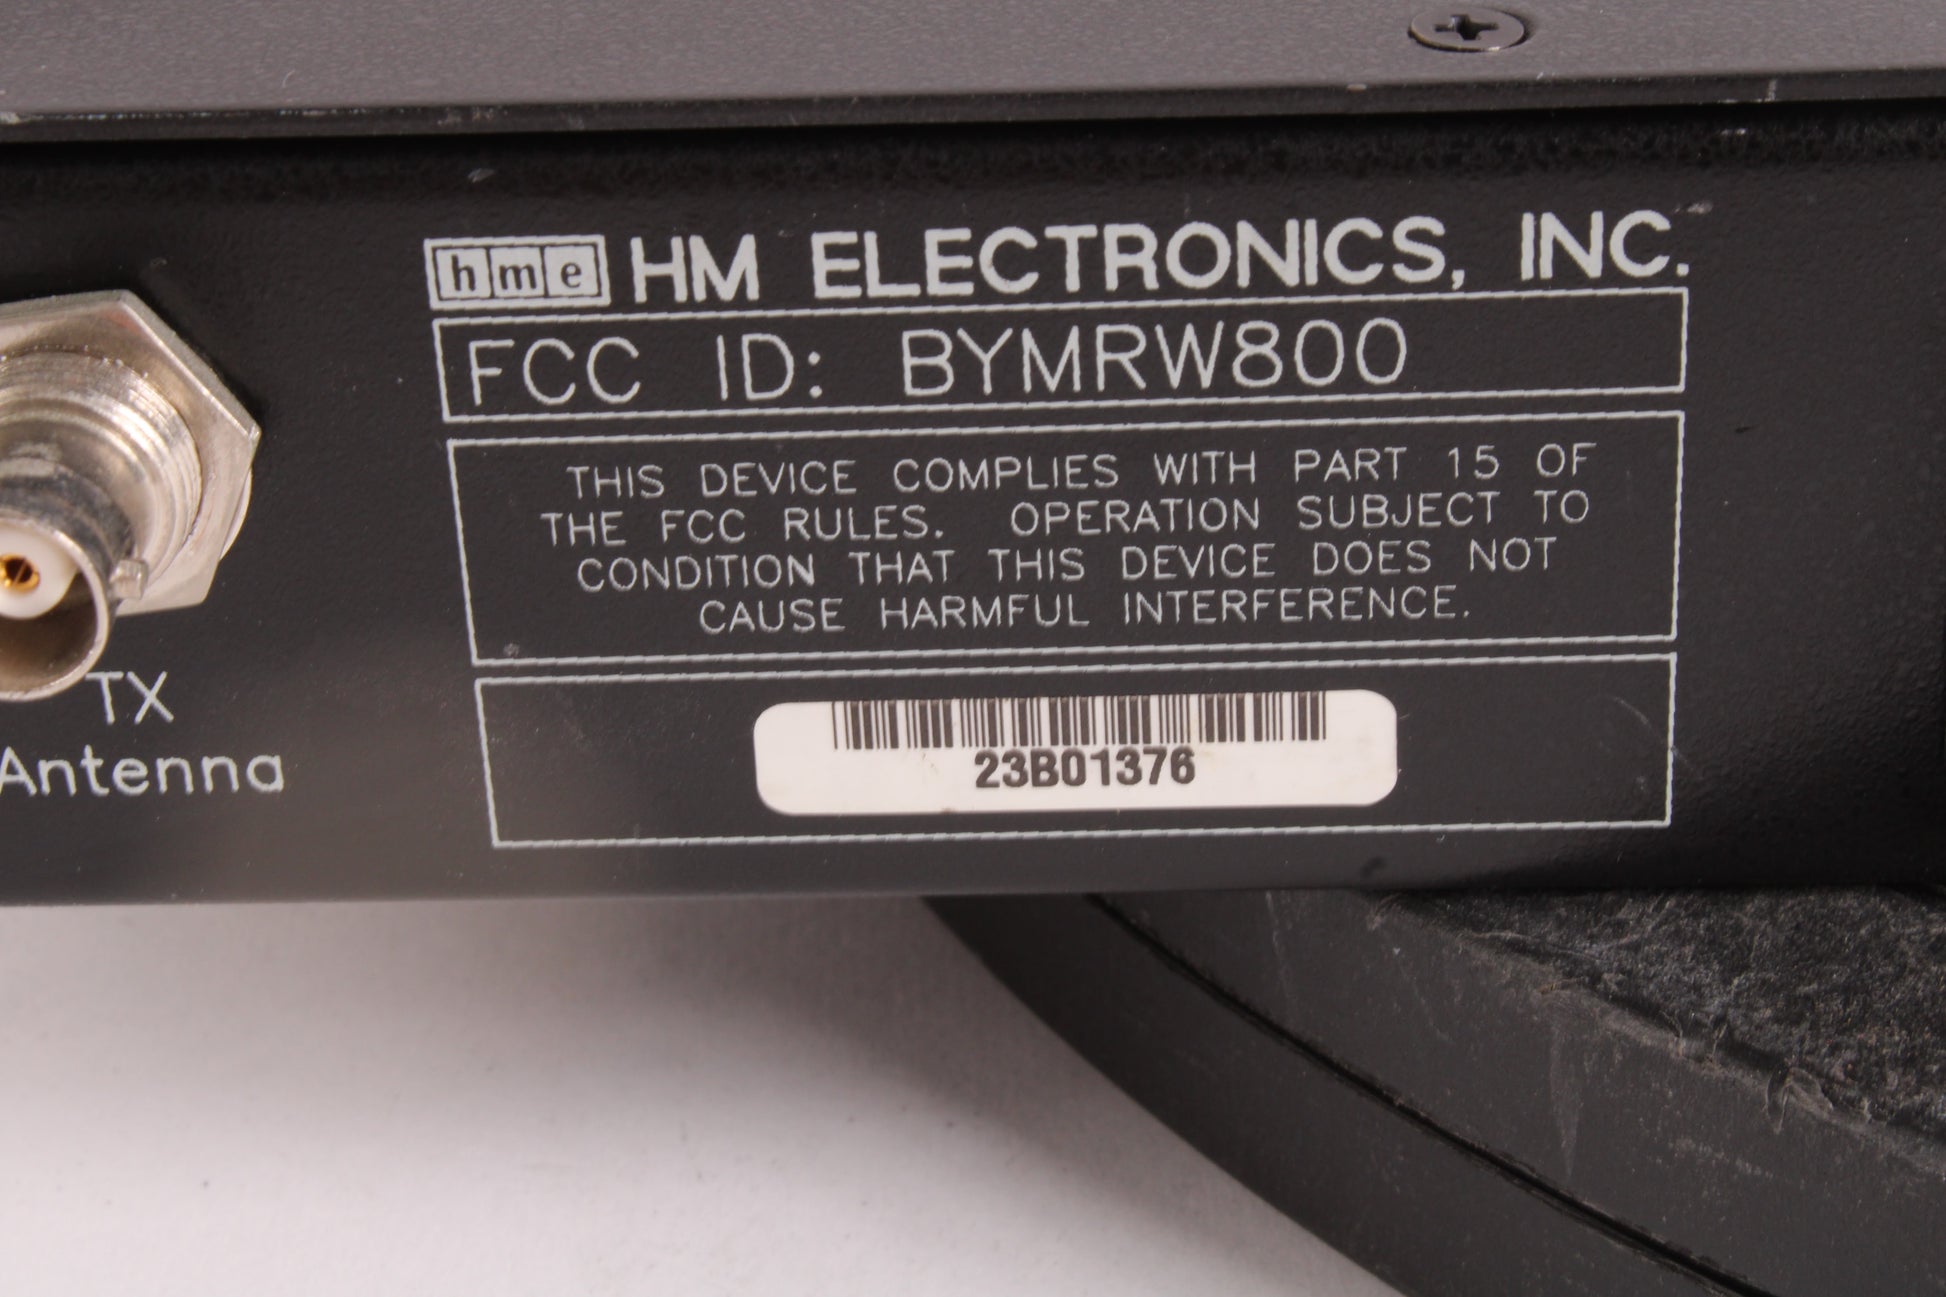 hme HM ELECTRONICS, INC.
FCC ID: BYMRW800
THIS DEVICE COMPLIES WITH PART 15 OF
THE FCC RULES. OPERATION SUBJECT TO
CONDITION THAT THIS DEVICE DOES NOT
CAUSE HARMFUL INTERFERENCE.
23B01376
TX
Antenna